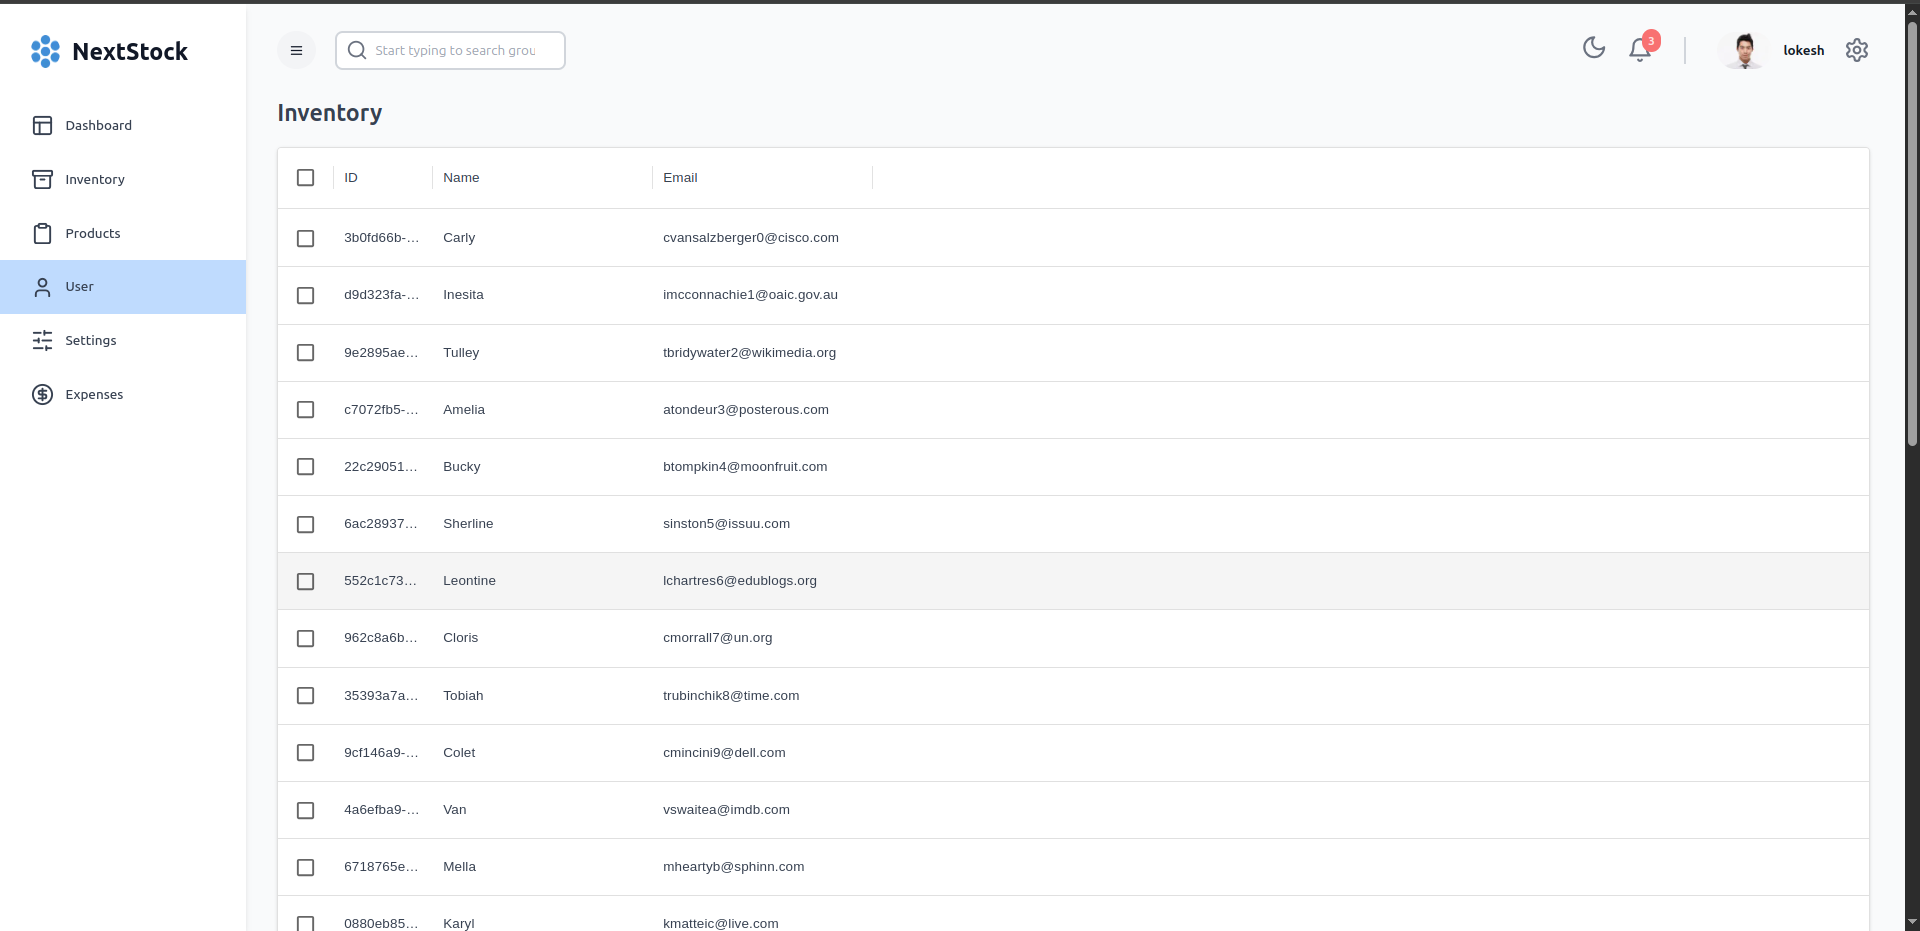 NextStock
Start typing to search grou
3
lokesh
Dashboard
Inventory
Products
User
Settings
Expenses
Inventory
ID Name Email
3b0fd66b-... Carly cvansalzberger0@cisco.com
d9d323fa-... Inesita imcconnachie1@oaic.gov.au
9e2895ae... Tulley tbridywater2@wikimedia.org
c7072fb5-... Amelia atondeur3@posterous.com
22c29051... Bucky btompkin4@moonfruit.com
6ac28937... Sherline sinston5@issuu.com
552c1c73... Leontine lchartres6@edublogs.org
962c8a6b... Cloris cmorrall7@un.org
35393a7a... Tobiah trubinchik8@time.com
9cf146a9-... Colet cmincini9@dell.com
4a6efba9-... Van vswaitea@imdb.com
6718765e... Mella mheartyb@sphinn.com
0880eb85... Karyl kmatteic@live.com